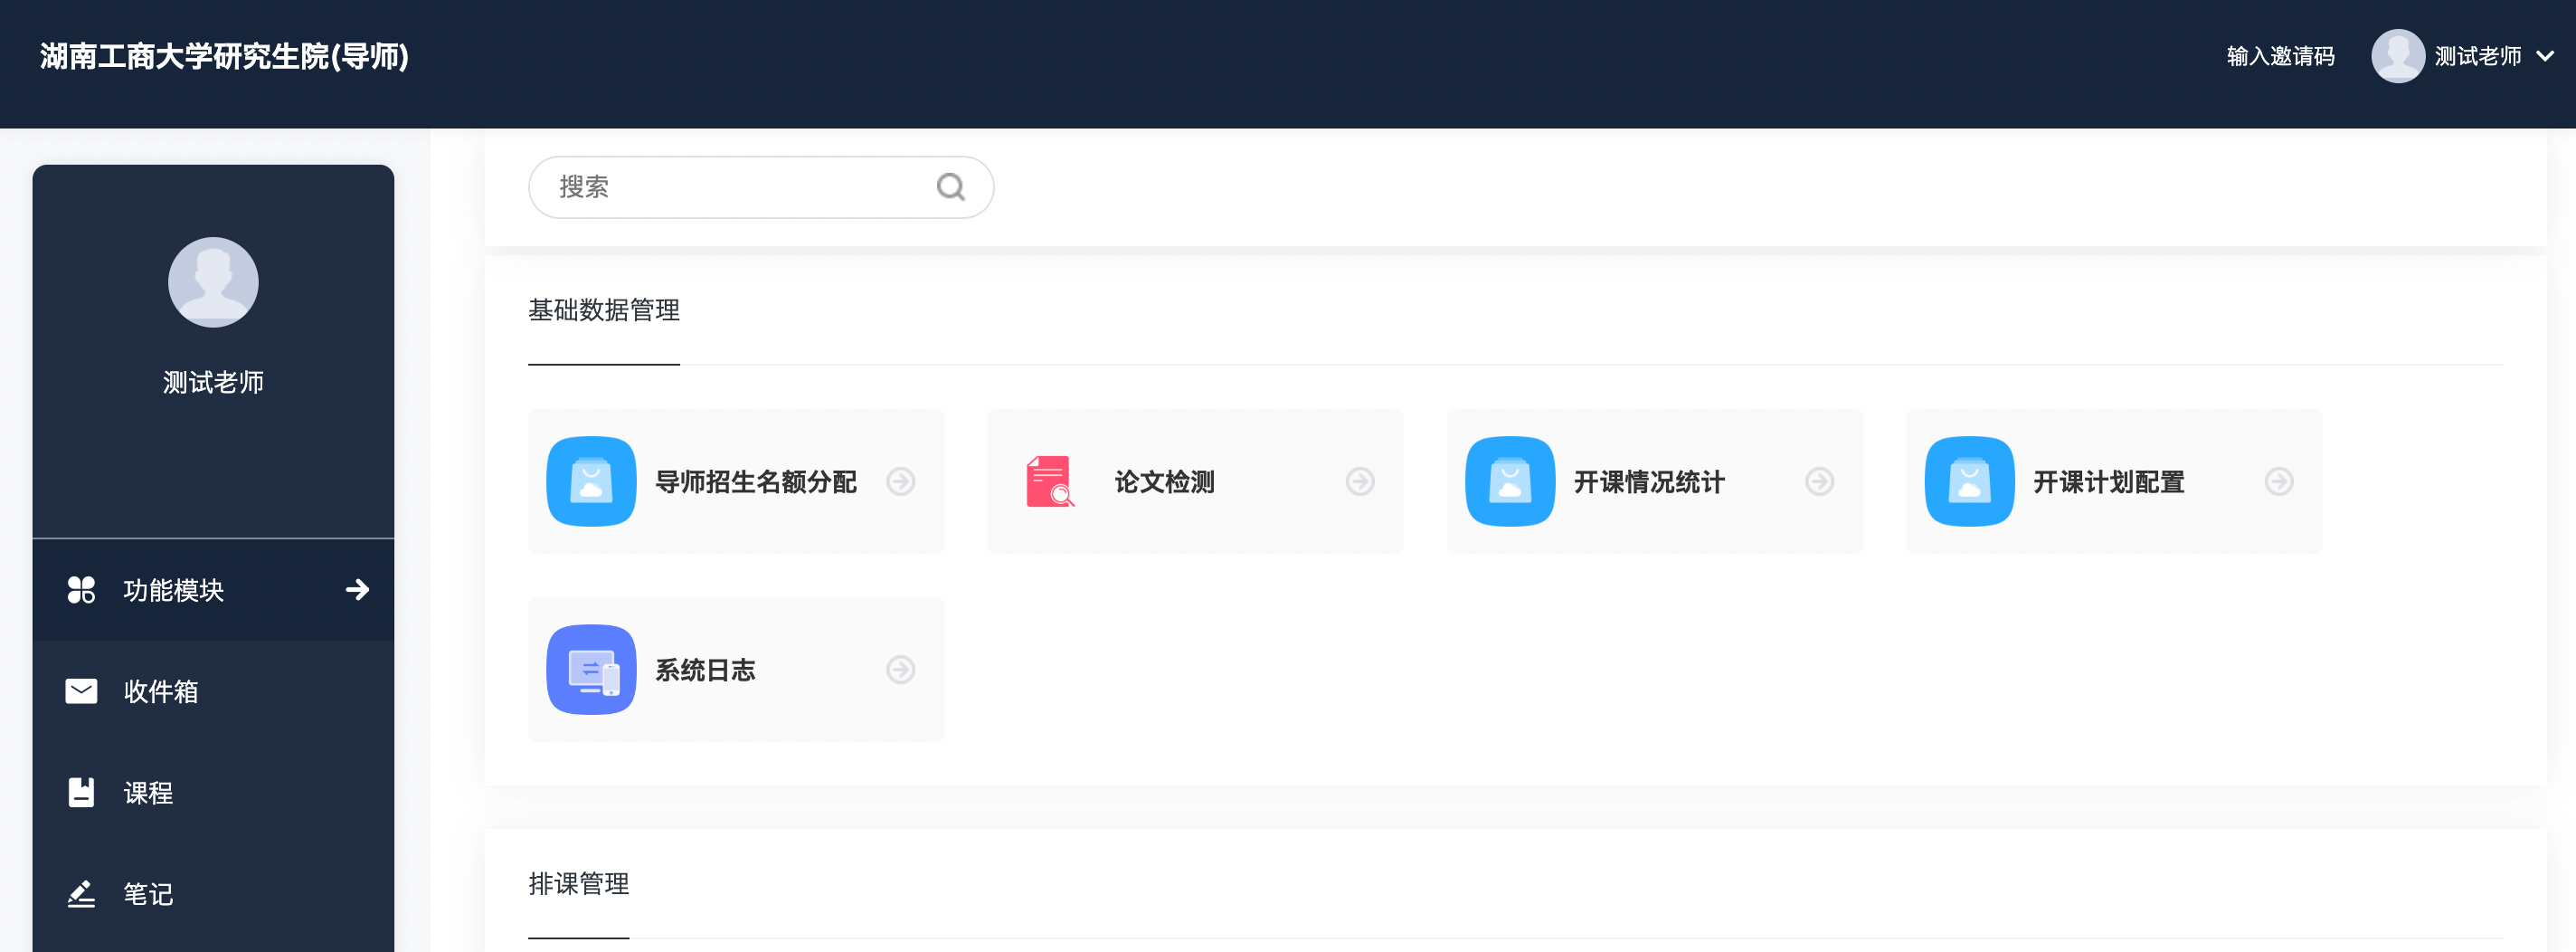 湖南工商大学研究生院(导师)
输入邀请码
测试老师
搜索
测试老师
基础数据管理
导师招生名额分配
论文检测
开课情况统计
开课计划配置
功能模块
系统日志
收件箱
课程
排课管理
笔记